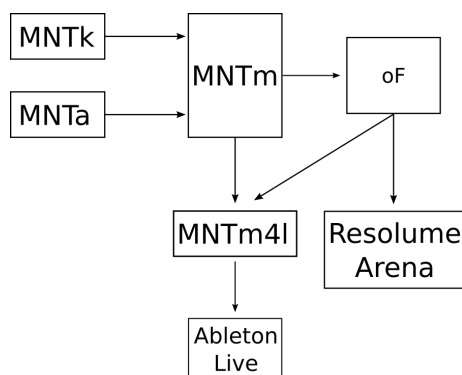 MNTk
MNTa
MNTm
oF
MNTm4l
Resolume
Arena
Ableton
Live